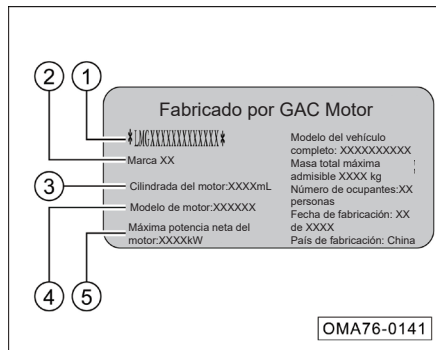 2
1
3
4
5
Fabricado por GAC Motor
*LMGXXXXXXXXXXXXX*
Marca XX
Cilindrada del motor:XXXXmL
Modelo de motor:XXXXXX
Máxima potencia neta del
motor:XXXXkW
Modelo del vehículo
completo: XXXXXXXXXX
Masa total máxima
admisible XXXX kg
Número de ocupantes:XX
personas
Fecha de fabricación: XX
de XXXX
País de fabricación: China
OMA76-0141